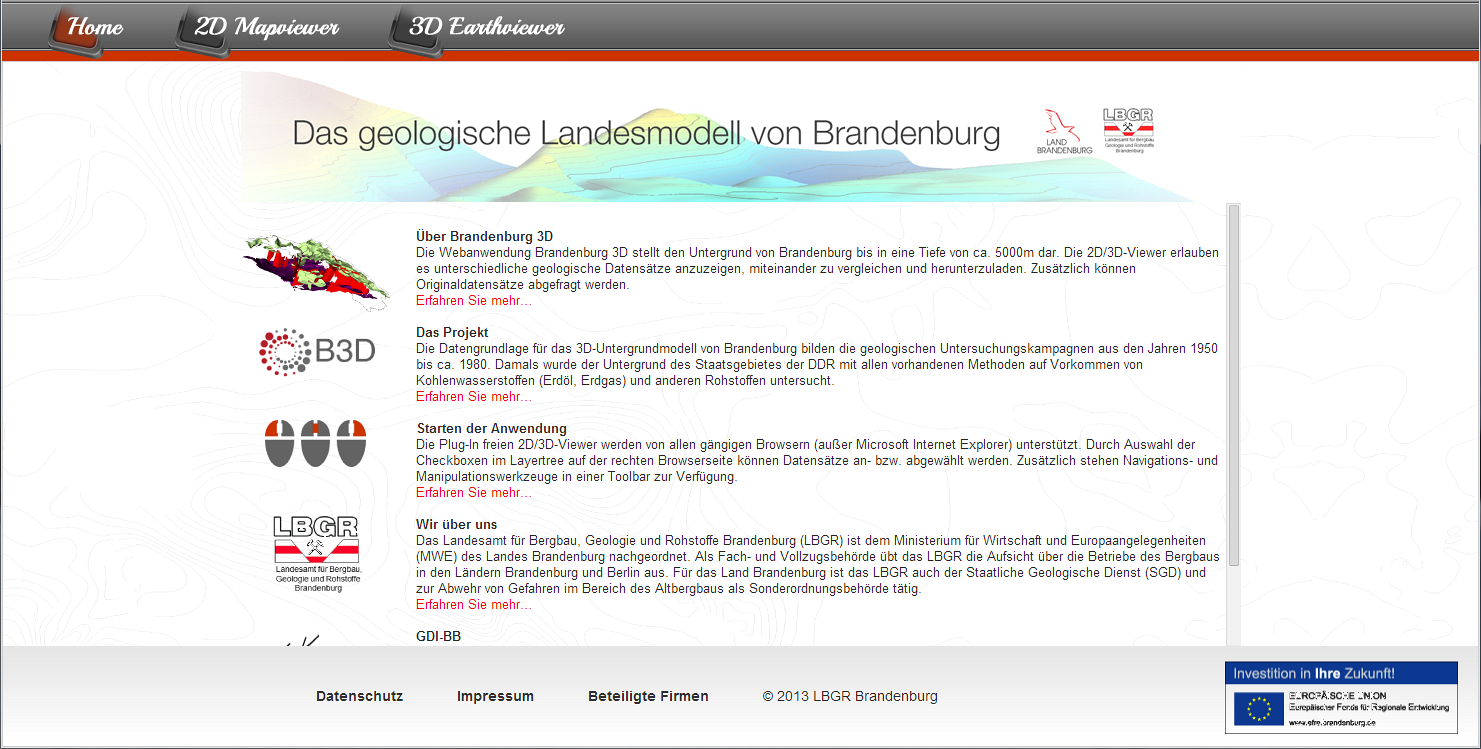 Home
2D Mapviewer
3D Earthviewer
Das geologische Landesmodell von Brandenburg
LAND
BRANDENBURG
LBGR
Landesamt für Bergbau,
Geologie und Rohstoffe
Brandenburg
Über Brandenburg 3D
Die Webanwendung Brandenburg 3D stellt den Untergrund von Brandenburg bis in eine Tiefe von ca. 5000m dar. Die 2D/3D-Viewer erlauben
es unterschiedliche geologische Datensätze anzuzeigen, miteinander zu vergleichen und herunterzuladen. Zusätzlich können
Originaldatensätze abgefragt werden.
Erfahren Sie mehr...
B3D
Das Projekt
Die Datengrundlage für das 3D-Untergrundmodell von Brandenburg bilden die geologischen Untersuchungskampagnen aus den Jahren 1950
bis ca. 1980. Damals wurde der Untergrund des Staatsgebietes der DDR mit allen vorhandenen Methoden auf Vorkommen von
Kohlenwasserstoffen (Erdöl, Erdgas) und anderen Rohstoffen untersucht.
Erfahren Sie mehr...
Starten der Anwendung
Die Plug-In freien 2D/3D-Viewer werden von allen gängigen Browsern (außer Microsoft Internet Explorer) unterstützt. Durch Auswahl der
Checkboxen im Layertree auf der rechten Browserseite können Datensätze an- bzw. abgewählt werden. Zusätzlich stehen Navigations- und
Manipulationswerkzeuge in einer Toolbar zur Verfügung.
Erfahren Sie mehr...
LBGR
Landesamt für Bergbau,
Geologie und Rohstoffe
Brandenburg
Wir über uns
Das Landesamt für Bergbau, Geologie und Rohstoffe Brandenburg (LBGR) ist dem Ministerium für Wirtschaft und Europaangelegenheiten
(MWE) des Landes Brandenburg nachgeordnet. Als Fach- und Vollzugsbehörde übt das LBGR die Aufsicht über die Betriebe des Bergbaus
in den Ländern Brandenburg und Berlin aus. Für das Land Brandenburg ist das LBGR auch der Staatliche Geologische Dienst (SGD) und
zur Abwehr von Gefahren im Bereich des Altbergbaus als Sonderordnungsbehörde tätig.
Erfahren Sie mehr...
GDI-BB
Datenschutz
Impressum
Beteiligte Firmen
© 2013 LBGR Brandenburg
Investition in Ihre Zukunft!
EUROPÄISCHE UNION
Europäischer Fonds für Regionale Entwicklung
www.efre.brandenburg.de